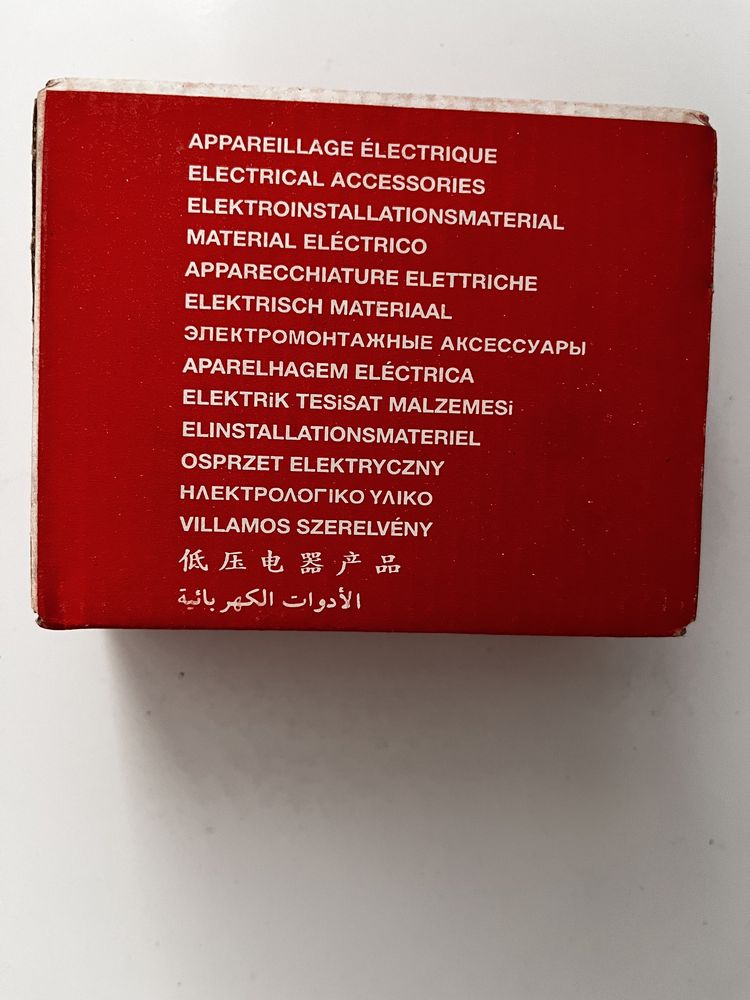 APPAREILLAGE ÉLECTRIQUE
ELECTRICAL ACCESSORIES
ELEKTROINSTALLATIONSMATERIAL
MATERIAL ELÉCTRICO
APPARECCHIATURE ELETTRICHE
ELEKTRISCH MATERIAAL
ЭЛЕКТРОМОНТАЖНЫЕ АКСЕССУАРЫ
APARELHAGEM ELÉCTRICA
ELEKTRiK TESiSAT MALZEMESi
ELINSTALLATIONSMATERIEL
OSPRZET ELEKTRYCZNY
ΗΛΕΚΤΡΟΛΟΓΙΚΟ ΥΛΙΚΟ
VILLAMOS SZERELVÉNY
低压电器产品
الأدوات الكهربائية